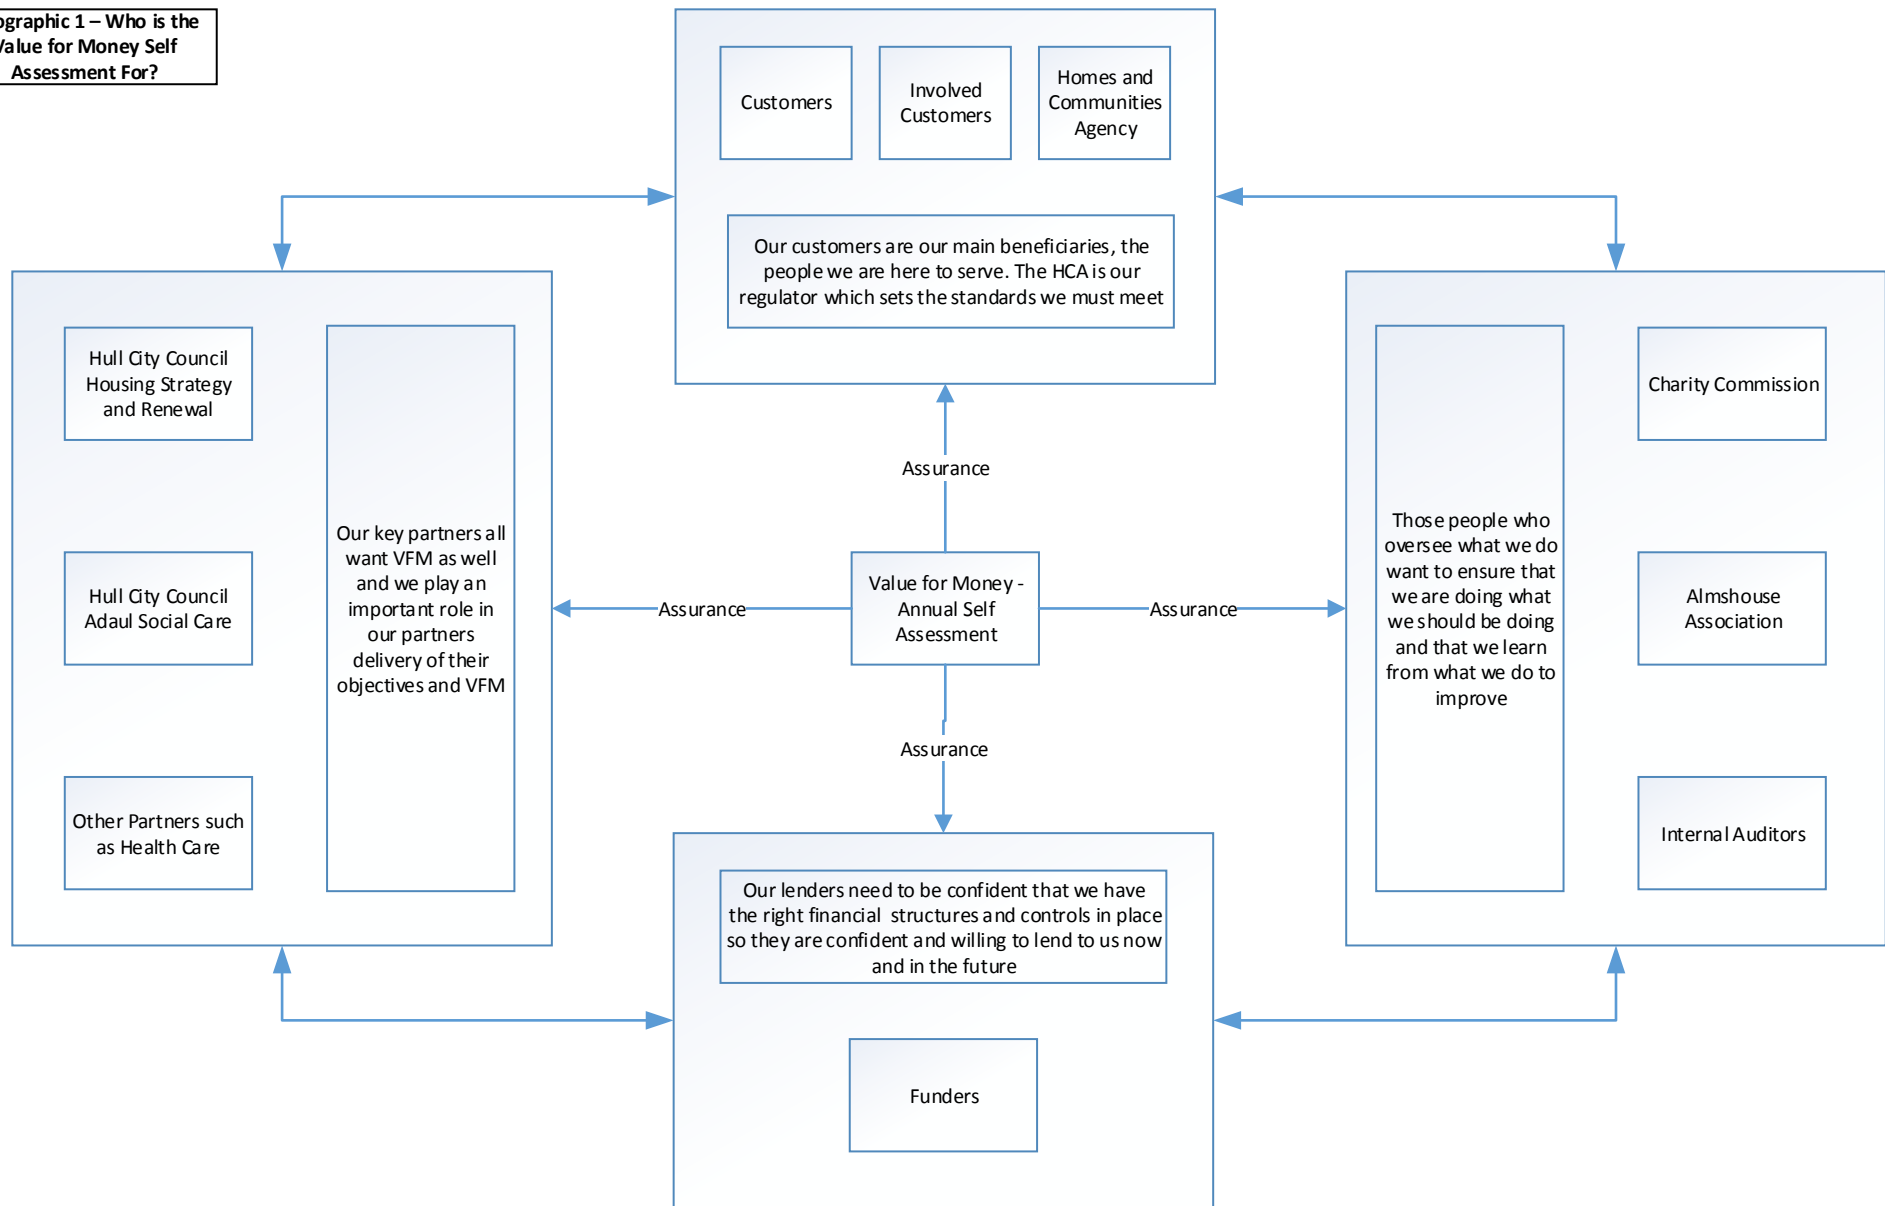 ographic 1 – Who is the
Value for Money Self
Assessment For?
Customers
Involved
Customers
Homes and
Communities
Agency
Our customers are our main beneficiaries, the
people we are here to serve. The HCA is our
regulator which sets the standards we must meet
Hull City Council
Housing Strategy
and Renewal
Hull City Council
Adaul Social Care
Other Partners such
as Health Care
Our key partners all
want VFM as well
and we play an
important role in
our partners
delivery of their
objectives and VFM
Assurance
Assurance
Value for Money -
Annual Self
Assessment
Assurance
Assurance
Those people who
oversee what we do
want to ensure that
we are doing what
we should be doing
and that we learn
from what we do to
improve
Charity Commission
Almshouse
Association
Internal Auditors
Our lenders need to be confident that we have
the right financial structures and controls in place
so they are confident and willing to lend to us now
and in the future
Funders